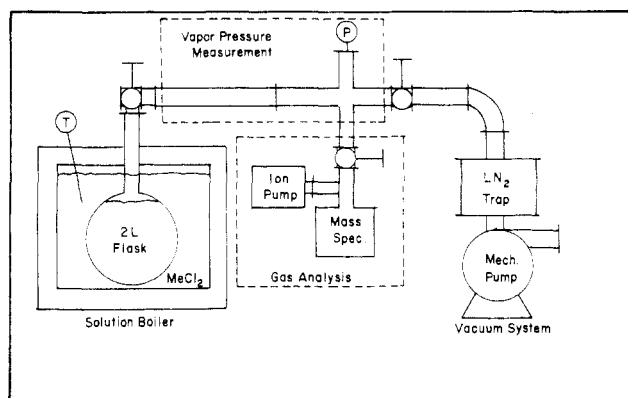 Vapor Pressure
Measurement
P
T
Ion
Pump
Mass
Spec.
Gas Analysis
2L
Flask
MeCl₂
Solution Boiler
LN₂
Trap
Mech.
Pump
Vacuum System